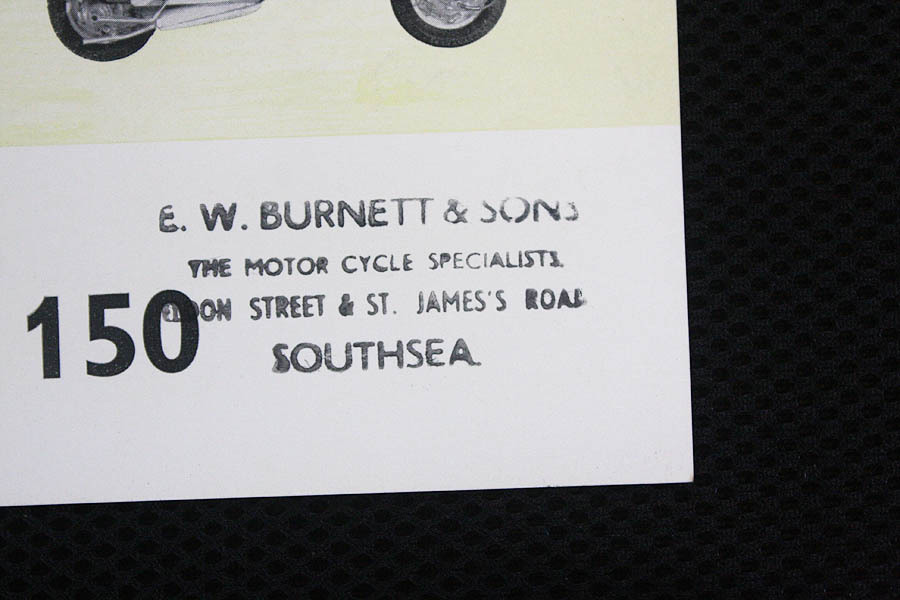 E. W. BURNETT & SONS
THE MOTOR CYCLE SPECIALISTS.
STREET & ST. JAMES'S ROAD
SOUTHSEA.
150